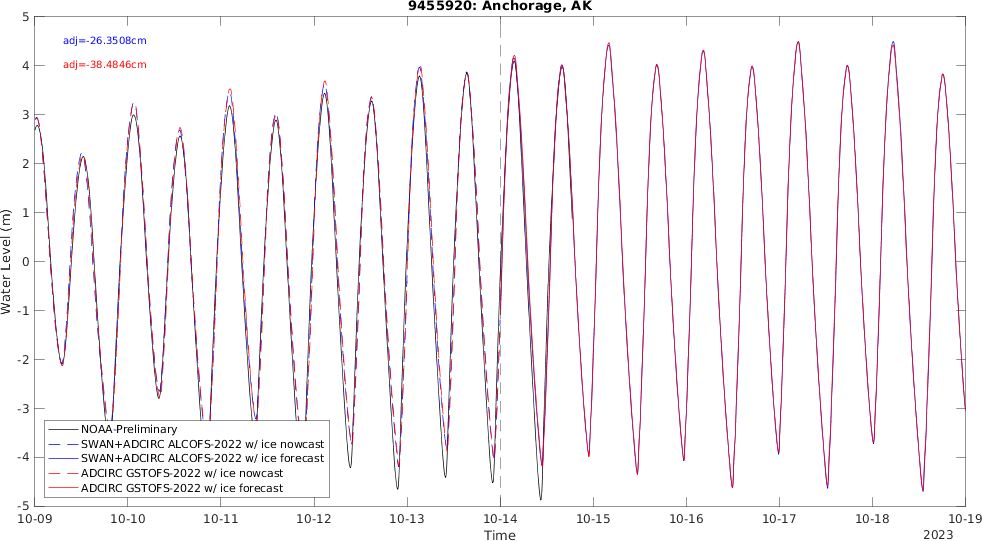 9455920: Anchorage, AK
adj=-26.3508cm
adj=-38.4846cm
Water Level (m)
5
4
3
2
1
0
-1
-2
-3
-4
-5
NOAA-Preliminary
SWAN+ADCIRC ALCOFS-2022 w/ ice nowcast
SWAN+ADCIRC ALCOFS-2022 w/ ice forecast
ADCIRC GSTOFS-2022 w/ ice nowcast
ADCIRC GSTOFS-2022 w/ ice forecast
10-09 10-10 10-11 10-12 10-13 10-14 10-15 10-16 10-17 10-18 10-19
Time
2023